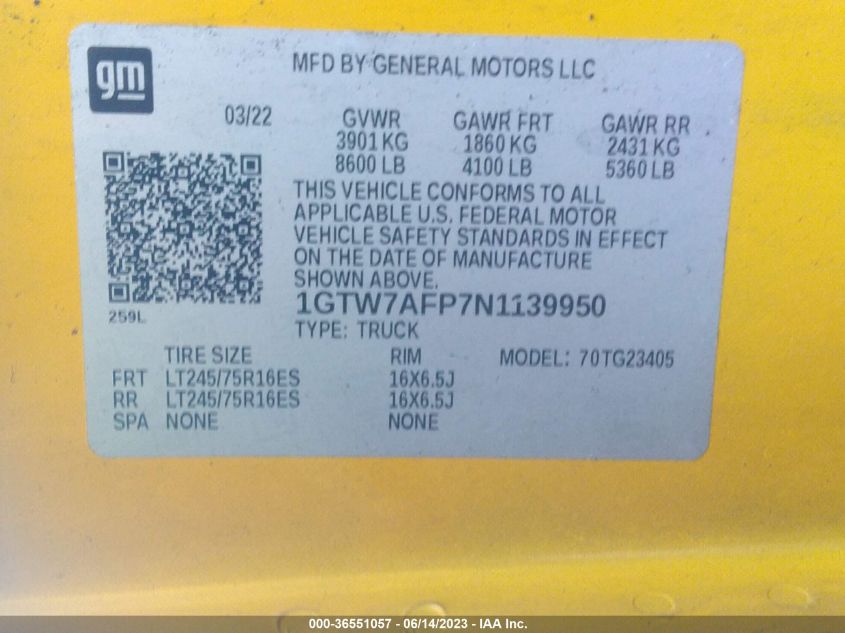 gm
MFD BY GENERAL MOTORS LLC
03/22
GVWR GAWR FRT GAWR RR
3901 KG 1860 KG 2431 KG
8600 LB 4100 LB 5360 LB
THIS VEHICLE CONFORMS TO ALL
APPLICABLE U.S. FEDERAL MOTOR
VEHICLE SAFETY STANDARDS IN EFFECT
ON THE DATE OF MANUFACTURE
SHOWN ABOVE.
259L
1GTW7AFP7N1139950
TYPE: TRUCK
TIRE SIZE RIM MODEL: 70TG23405
FRT LT245/75R16ES 16X6.5J
RR LT245/75R16ES 16X6.5J
SPA NONE NONE
000-36551057 - 06/14/2023 - IAA Inc.